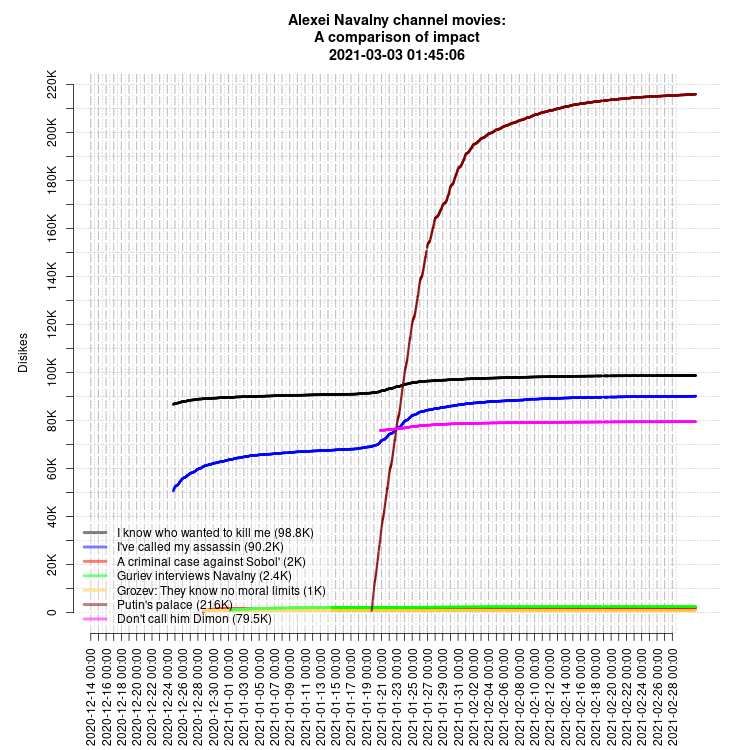 Alexei Navalny channel movies:
A comparison of impact
2021-03-03 01:45:06
Disikes
220K
200K
180K
160K
140K
120K
100K
80K
60K
40K
20K
0
I know who wanted to kill me (98.8K)
I've called my assassin (90.2K)
A criminal case against Sobol' (2K)
Guriev interviews Navalny (2.4K)
Grozev: They know no moral limits (1K)
Putin's palace (216K)
Don't call him Dimon (79.5K)
2020-12-14 00:00
2020-12-16 00:00
2020-12-18 00:00
2020-12-20 00:00
2020-12-22 00:00
2020-12-24 00:00
2020-12-26 00:00
2020-12-28 00:00
2020-12-30 00:00
2021-01-01 00:00
2021-01-03 00:00
2021-01-05 00:00
2021-01-07 00:00
2021-01-09 00:00
2021-01-11 00:00
2021-01-13 00:00
2021-01-15 00:00
2021-01-17 00:00
2021-01-19 00:00
2021-01-21 00:00
2021-01-23 00:00
2021-01-25 00:00
2021-01-27 00:00
2021-01-29 00:00
2021-01-31 00:00
2021-02-02 00:00
2021-02-04 00:00
2021-02-06 00:00
2021-02-08 00:00
2021-02-10 00:00
2021-02-12 00:00
2021-02-14 00:00
2021-02-16 00:00
2021-02-18 00:00
2021-02-20 00:00
2021-02-22 00:00
2021-02-24 00:00
2021-02-26 00:00
2021-02-28 00:00